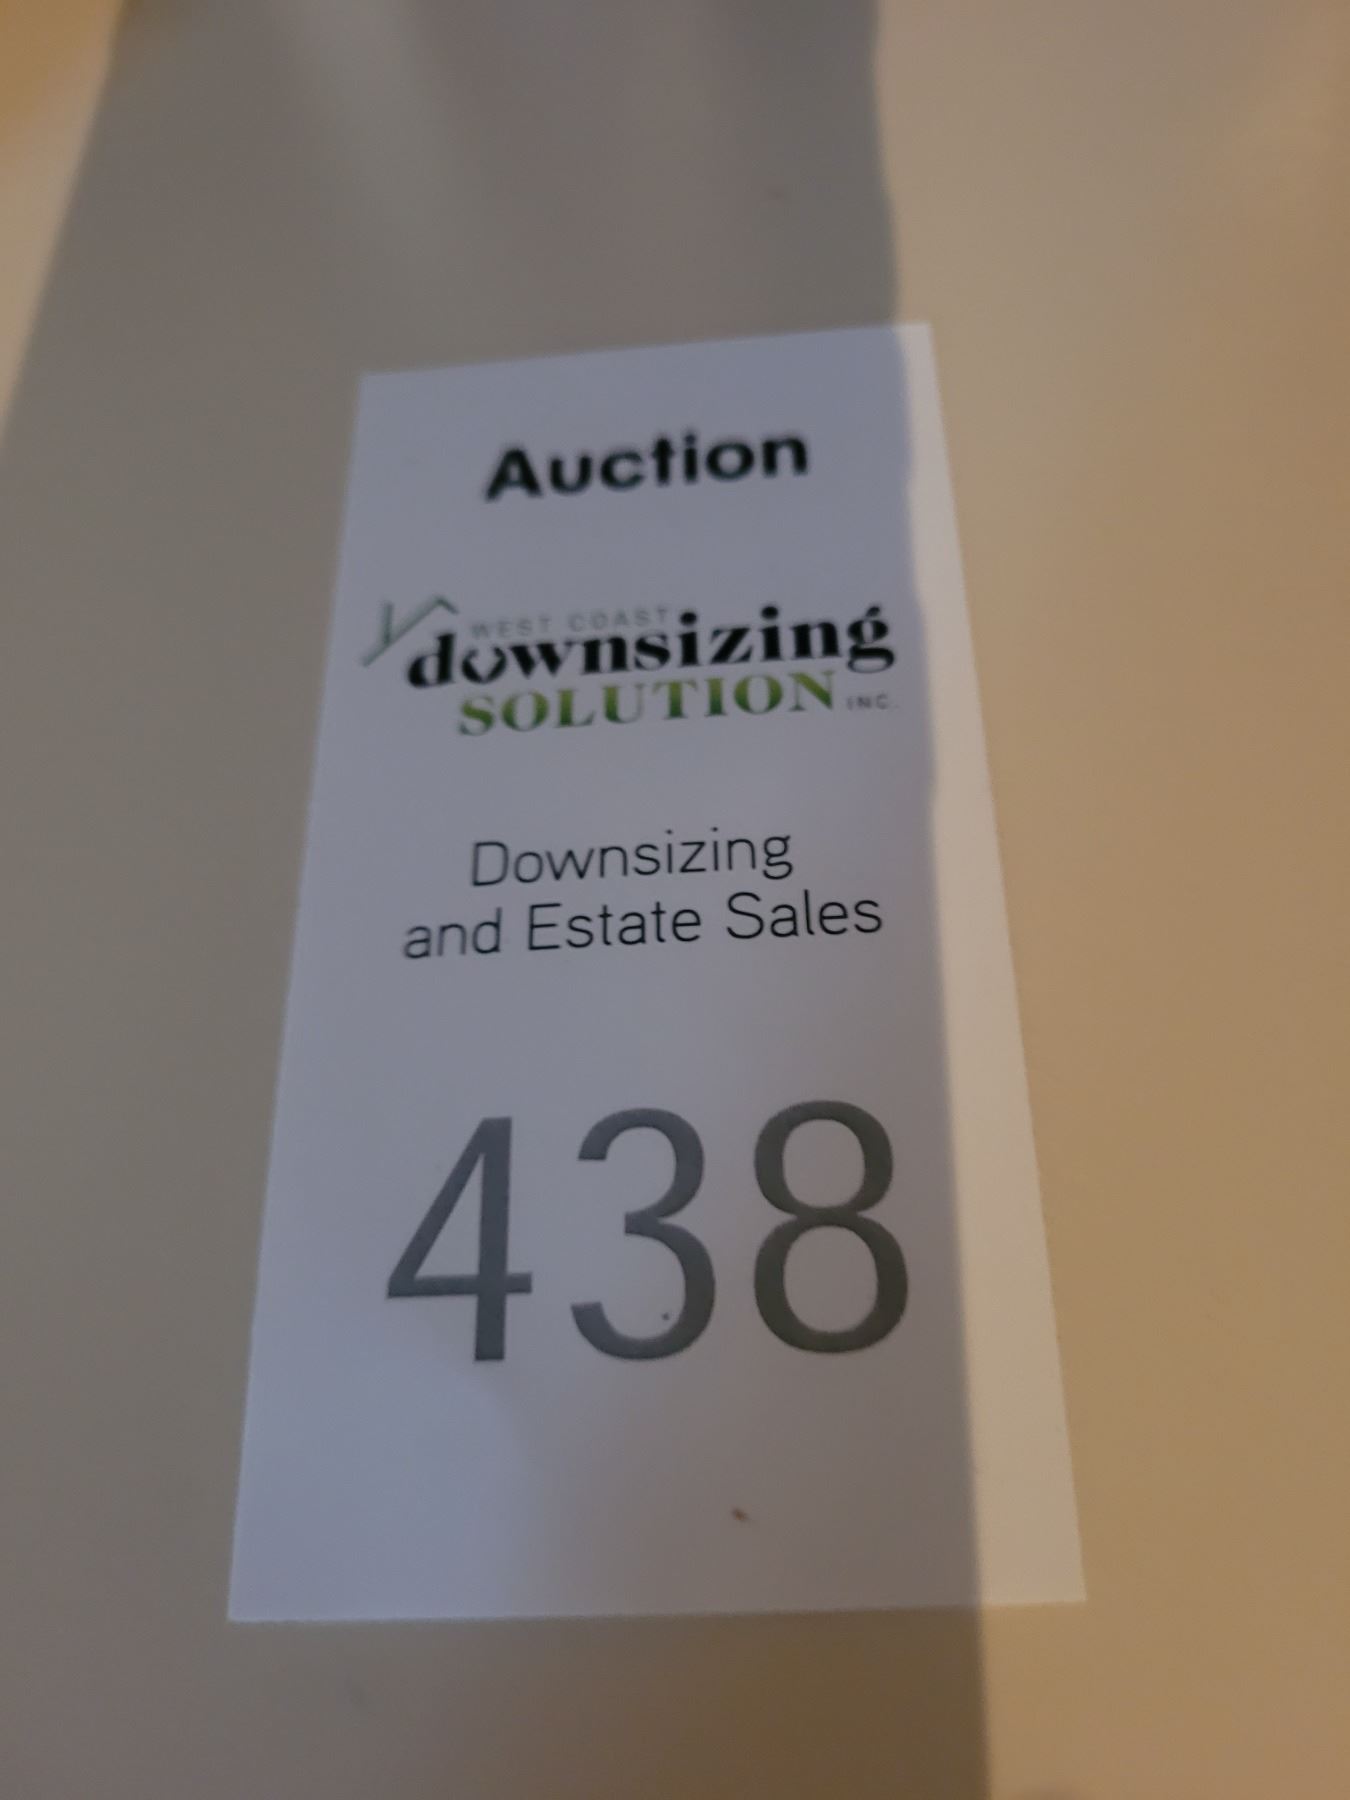 Auction
WEST COAST
downsizing
SOLUTION INC.
Downsizing
and Estate Sales
438